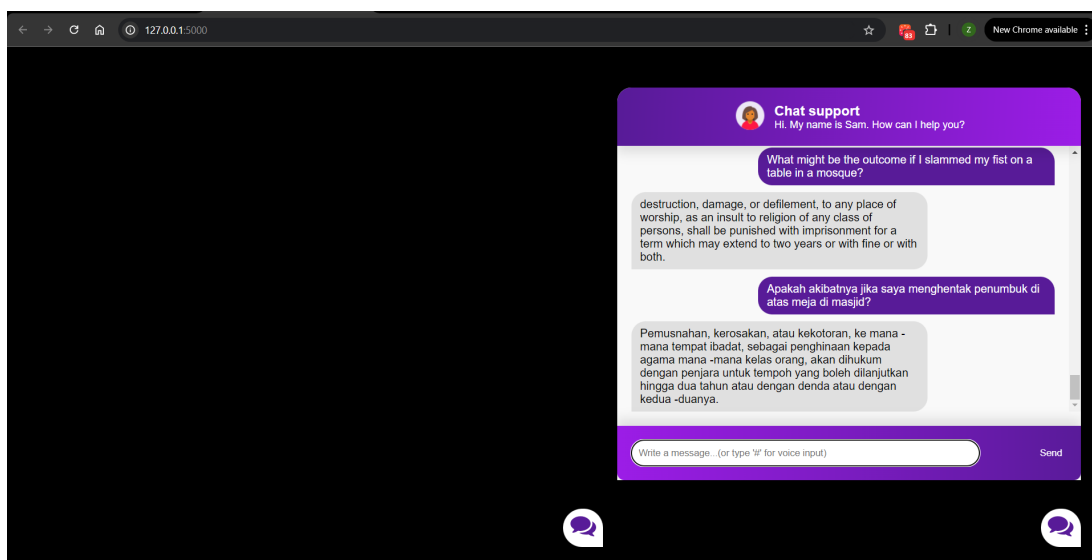 127.0.0.1:5000
83
Z
New Chrome available
Chat support
Hi. My name is Sam. How can I help you?
What might be the outcome if I slammed my fist on a
table in a mosque?
destruction, damage, or defilement, to any place of
worship, as an insult to religion of any class of
persons, shall be punished with imprisonment for a
term which may extend to two years or with fine or with
both.
Apakah akibatnya jika saya menghentak penumbuk di
atas meja di masjid?
Pemusnahan, kerosakan, atau kekotoran, ke mana -
mana tempat ibadat, sebagai penghinaan kepada
agama mana -mana kelas orang, akan dihukum
dengan penjara untuk tempoh yang boleh dilanjutkan
hingga dua tahun atau dengan denda atau dengan
kedua -duanya.
Write a message...(or type '#' for voice input)
Send